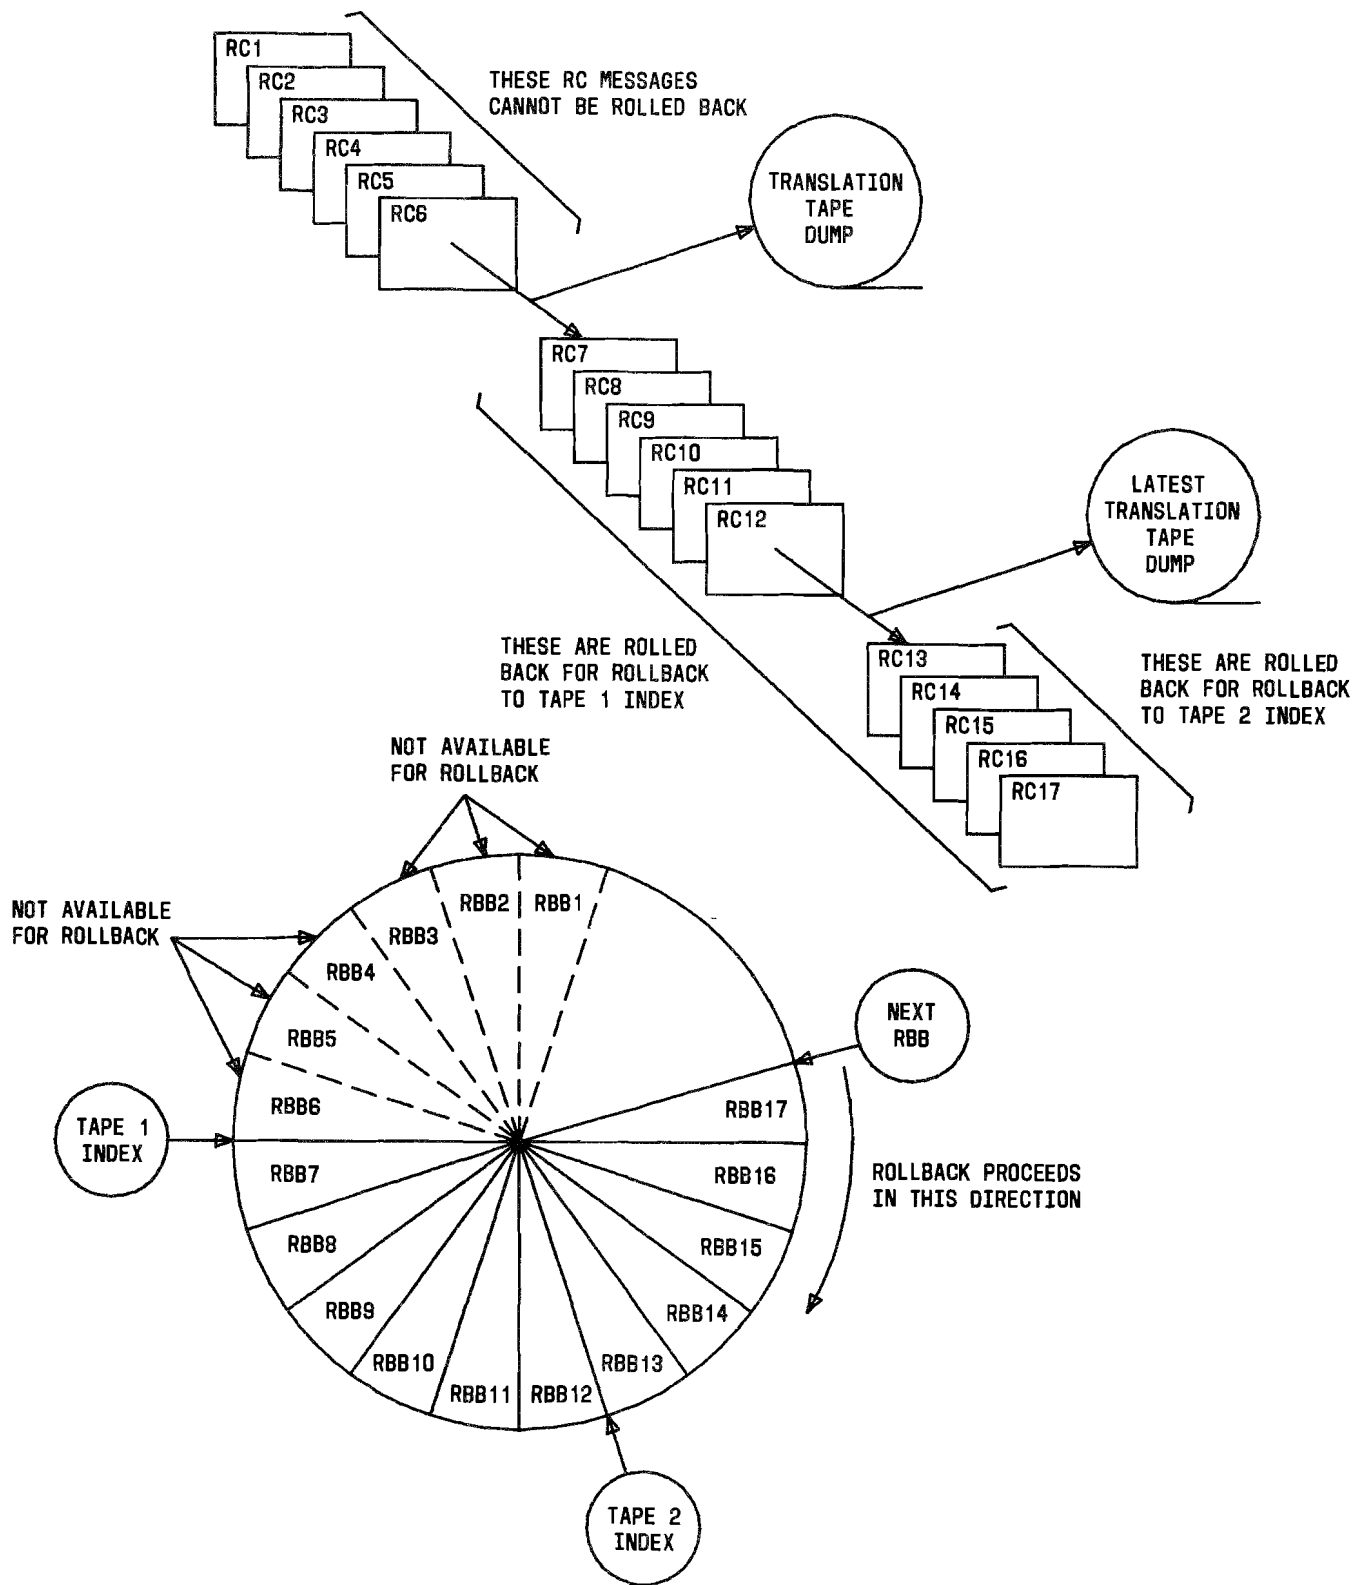 RC1
RC2
RC3
RC4
RC5
RC6
THESE RC MESSAGES
CANNOT BE ROLLED BACK
TRANSLATION
TAPE
DUMP
RC7
RC8
RC9
RC10
RC11
RC12
LATEST
TRANSLATION
TAPE
DUMP
THESE ARE ROLLED
BACK FOR ROLLBACK
TO TAPE 1 INDEX
RC13
RC14
RC15
RC16
RC17
THESE ARE ROLLED
BACK FOR ROLLBACK
TO TAPE 2 INDEX
NOT AVAILABLE
FOR ROLLBACK
NOT AVAILABLE
FOR ROLLBACK
RBB1
RBB2
RBB3
RBB4
RBB5
RBB6
TAPE 1
INDEX
RBB7
RBB8
RBB9
RBB10
RBB11
RBB12
RBB13
RBB14
RBB15
RBB16
RBB17
NEXT
RBB
ROLLBACK PROCEEDS
IN THIS DIRECTION
TAPE 2
INDEX